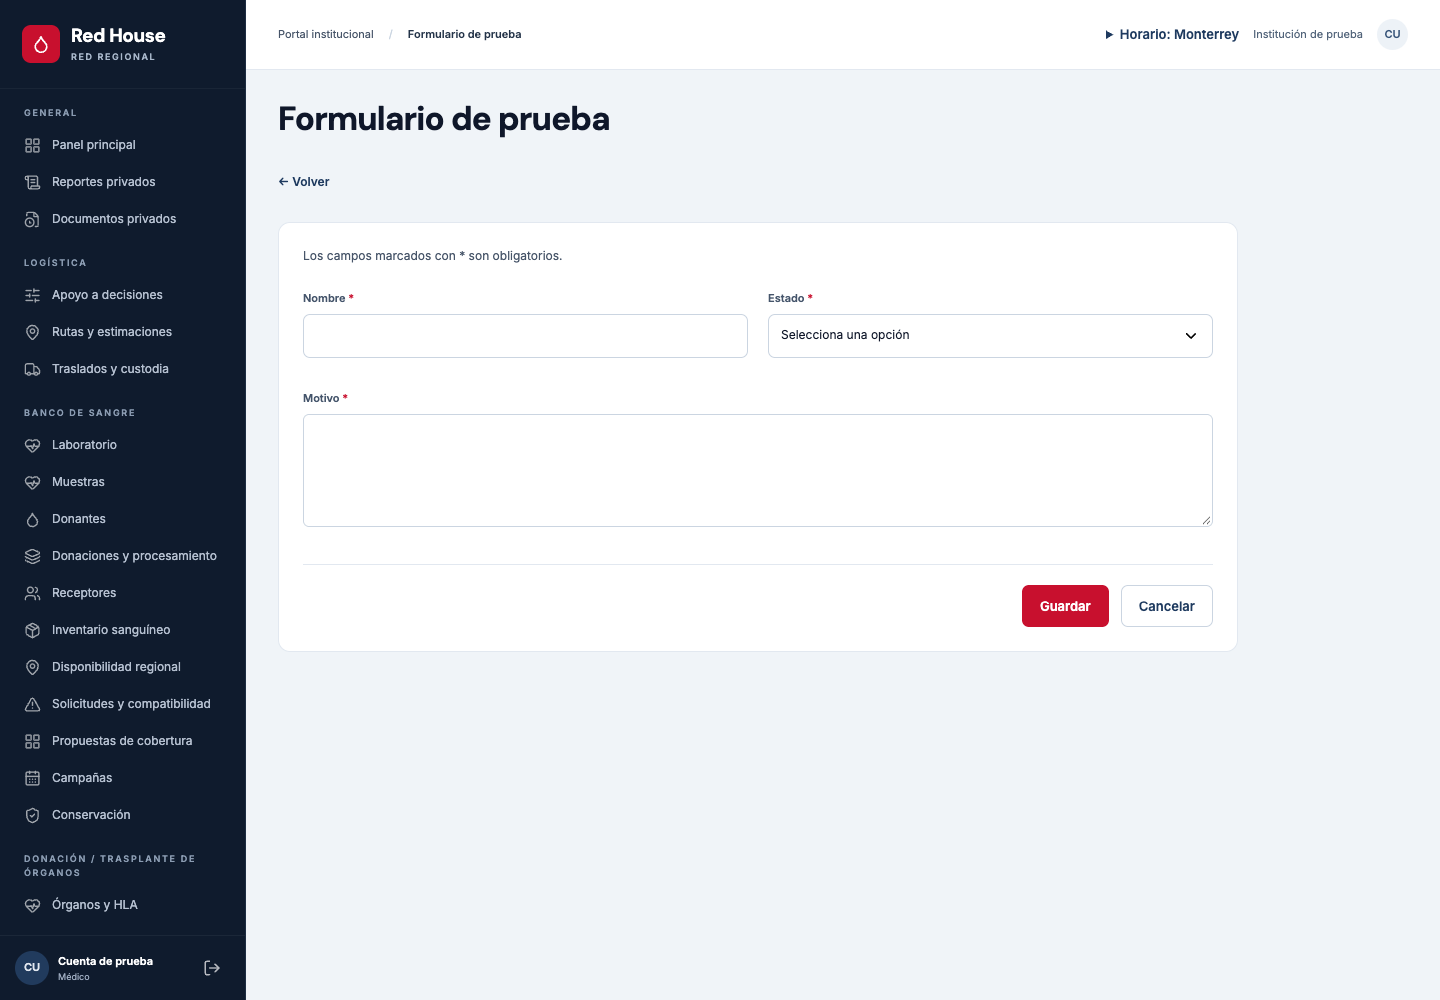 Red House
RED REGIONAL
GENERAL
Panel principal
Reportes privados
Documentos privados
LOGÍSTICA
Apoyo a decisiones
Rutas y estimaciones
Traslados y custodia
BANCO DE SANGRE
Laboratorio
Muestras
Donantes
Donaciones y procesamiento
Receptores
Inventario sanguíneo
Disponibilidad regional
Solicitudes y compatibilidad
Propuestas de cobertura
Campañas
Conservación
DONACIÓN / TRASPLANTE DE
ÓRGANOS
Órganos y HLA
CU
Cuenta de prueba
Médico
Portal institucional / Formulario de prueba
▶ Horario: Monterrey
Institución de prueba
CU
Formulario de prueba
← Volver
Los campos marcados con * son obligatorios.
Nombre *
Estado *
Selecciona una opción
Motivo *
Guardar
Cancelar